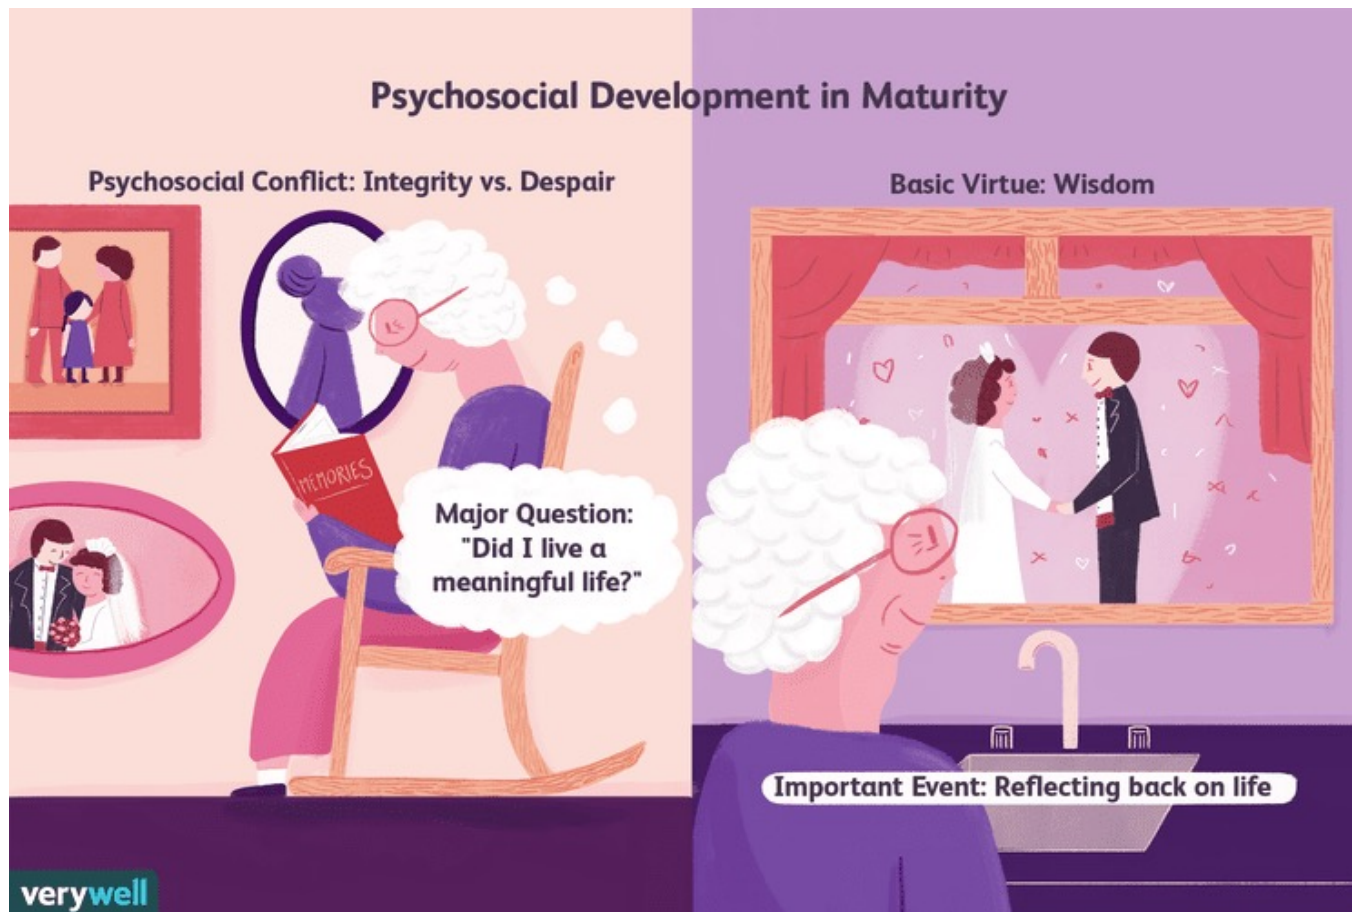 Psychosocial Development in Maturity
Psychosocial Conflict: Integrity vs. Despair
MEMORIES
Major Question:
"Did I live a
meaningful life?"
Basic Virtue: Wisdom
Important Event: Reflecting back on life
verywell